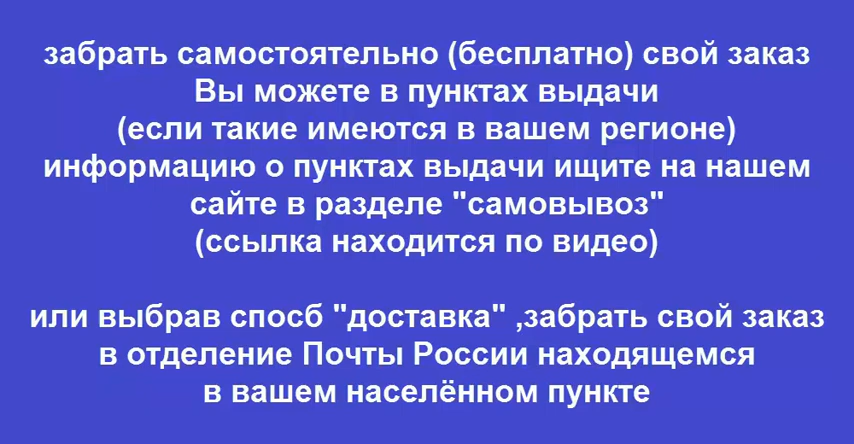 забрать самостоятельно (бесплатно) свой заказ
Вы можете в пунктах выдачи
(если такие имеются в вашем регионе)
информацию о пунктах выдачи ищите на нашем
сайте в разделе "самовывоз"
(ссылка находится по видео)
или выбрав спосб "доставка" ,забрать свой заказ
в отделение Почты России находящемся
в вашем населённом пункте